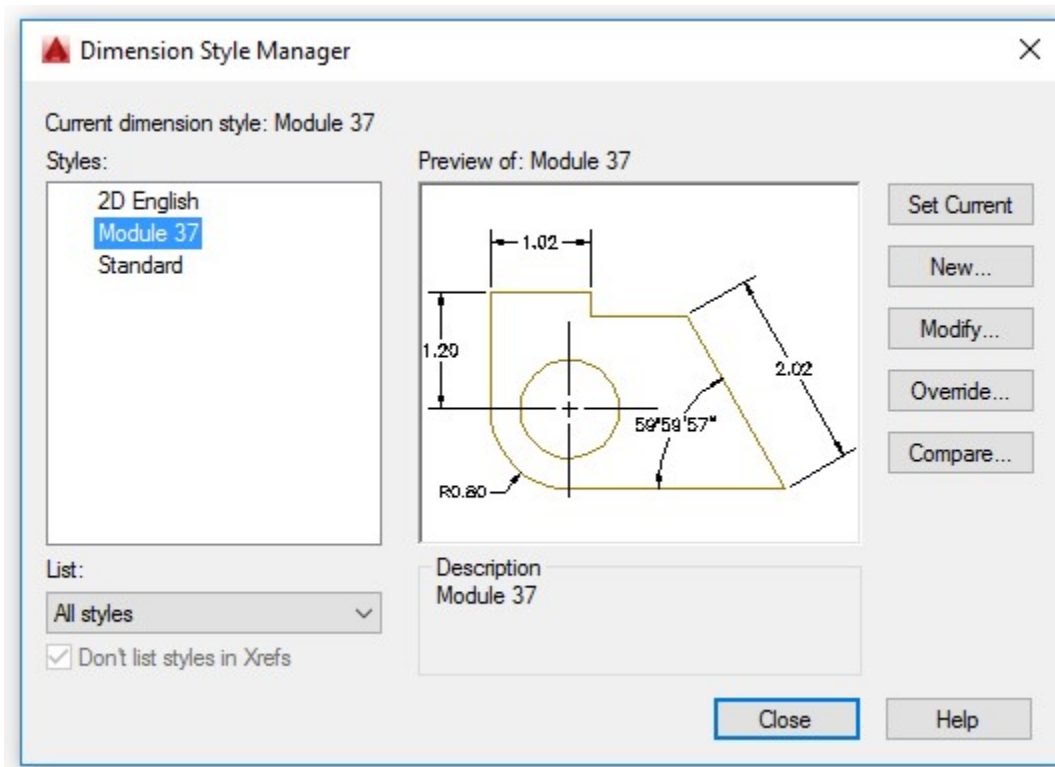 Dimension Style Manager
Current dimension style: Module 37
Styles:
2D English
Module 37
Standard
Preview of: Module 37
1.02
1.20
2.02
59°59'57"
R0.80
Set Current
New...
Modify...
Override...
Compare...
List:
All styles
Don't list styles in Xrefs
Description
Module 37
Close
Help